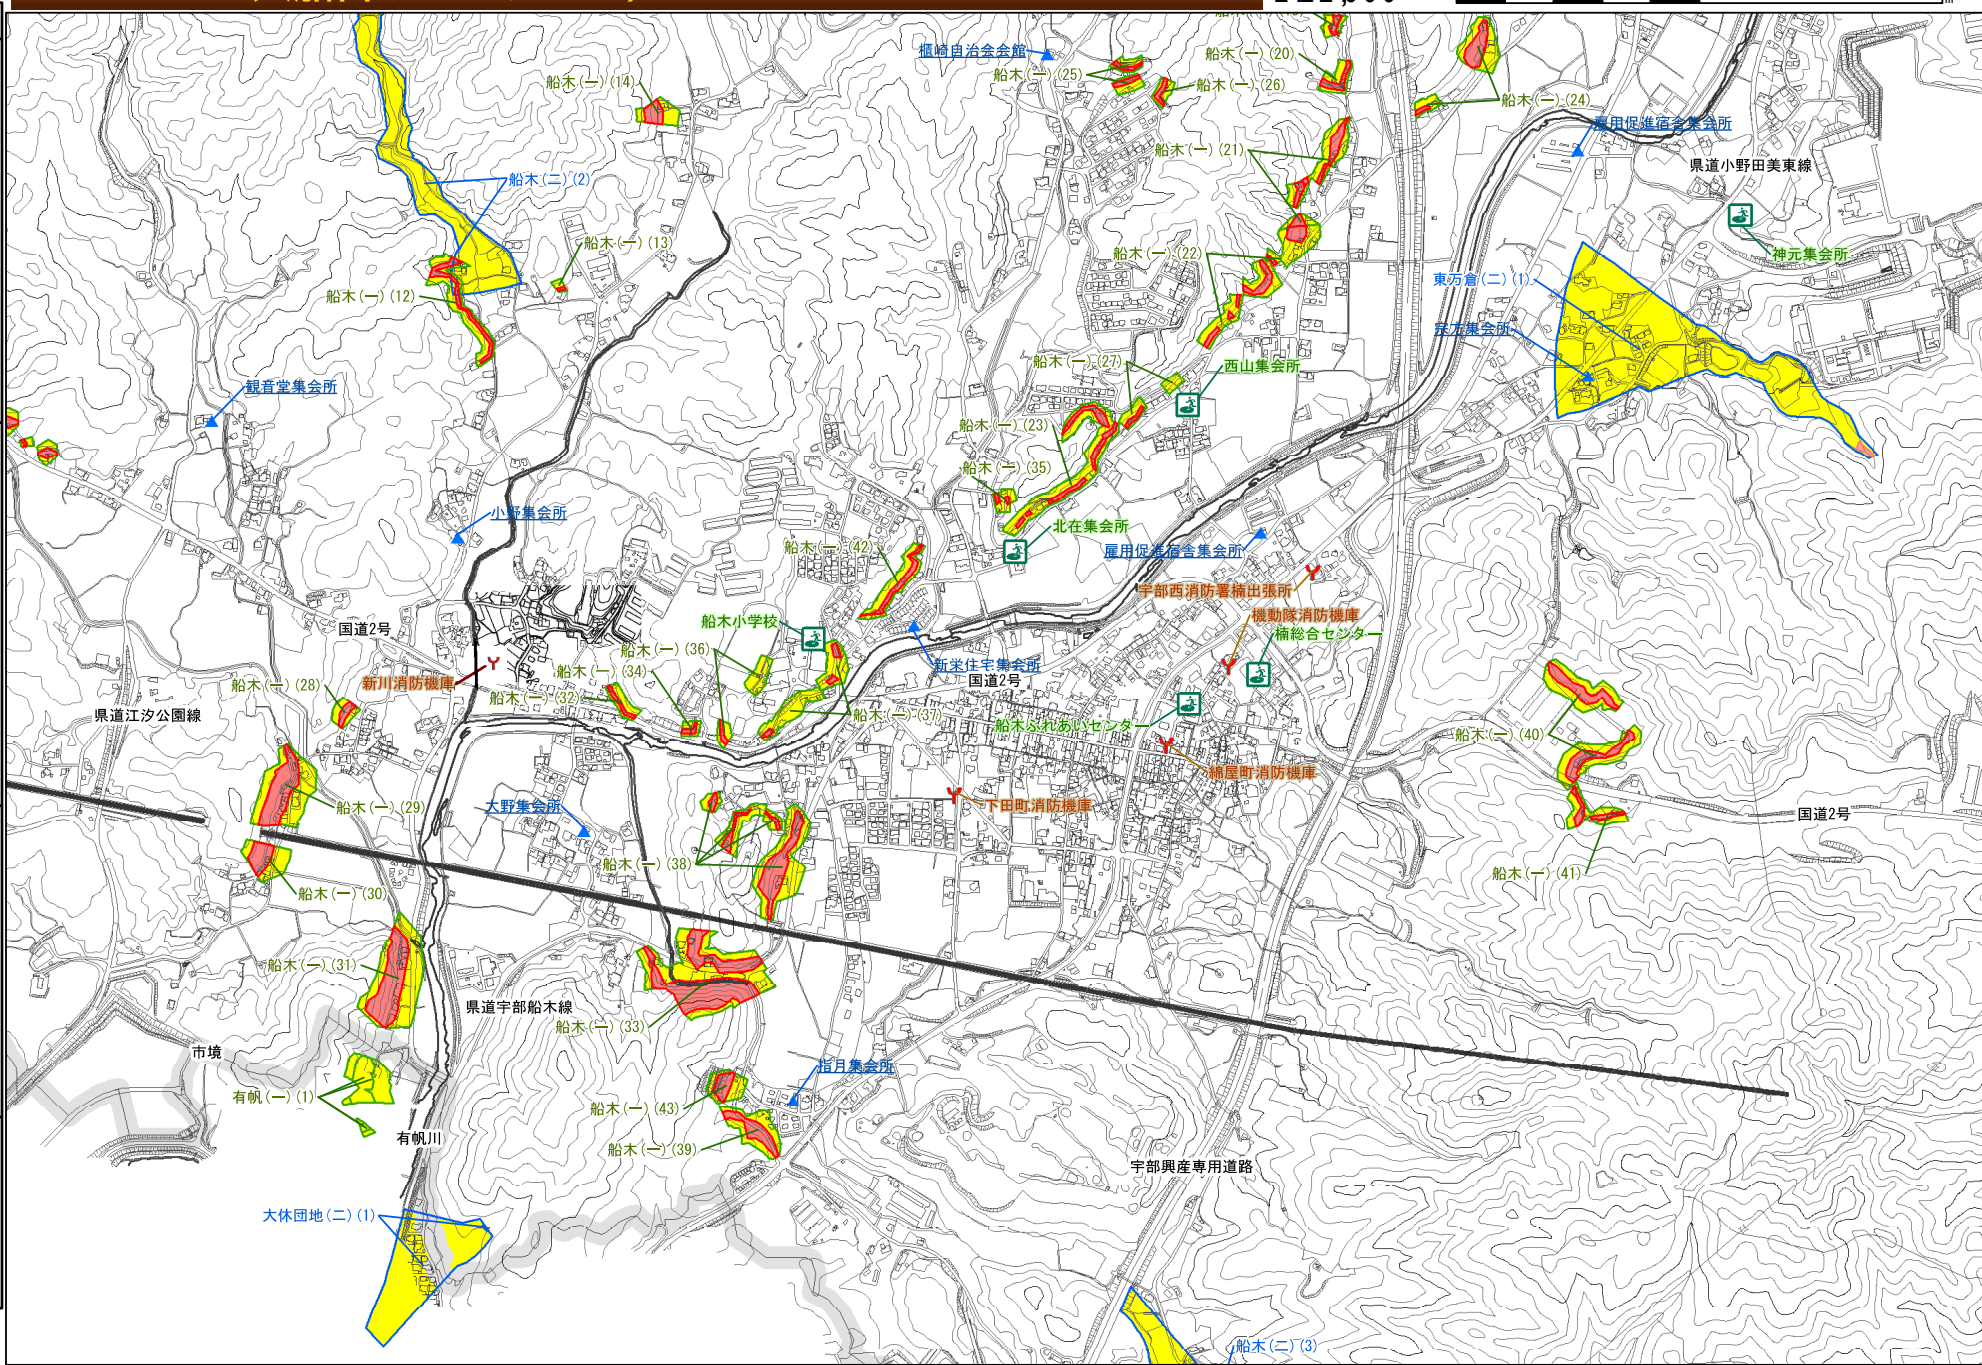 櫃崎自治会会館
船木(一)(20)
船木(一)(14)
船木(一)(25)
船木(一)(26)
船木(一)(24)
雇用促進宿舎集会所
船木(一)(21)
県道小野田美東線
船木(二)(2)
船木(一)(13)
船木(一)(22)
神元集会所
東万倉(二)(1)
船木(一)(12)
宗方集会所
船木(一)(27)
西山集会所
観音堂集会所
船木(一)(23)
船木(一)(35)
小野集会所
北在集会所
船木(一)(42)
雇用促進宿舎集会所
宇部西消防署楠出張所
機動隊消防機庫
船木小学校
国道2号
楠総合センター
船木(一)(36)
新栄住宅集会所
船木(一)(34)
国道2号
新川消防機庫
船木(一)(28)
船木(一)(32)
県道江汐公園線
船木(一)(37)
船木ふれあいセンター
船木(一)(40)
綿屋町消防機庫
船木(一)(29)
大野集会所
下田町消防機庫
国道2号
船木(一)(38)
船木(一)(41)
船木(一)(30)
船木(一)(31)
県道宇部船木線
船木(一)(33)
市境
指月集会所
有帆(一)(1)
船木(一)(43)
有帆川
船木(一)(39)
宇部興産専用道路
大休団地(二)(1)
船木(二)(3)